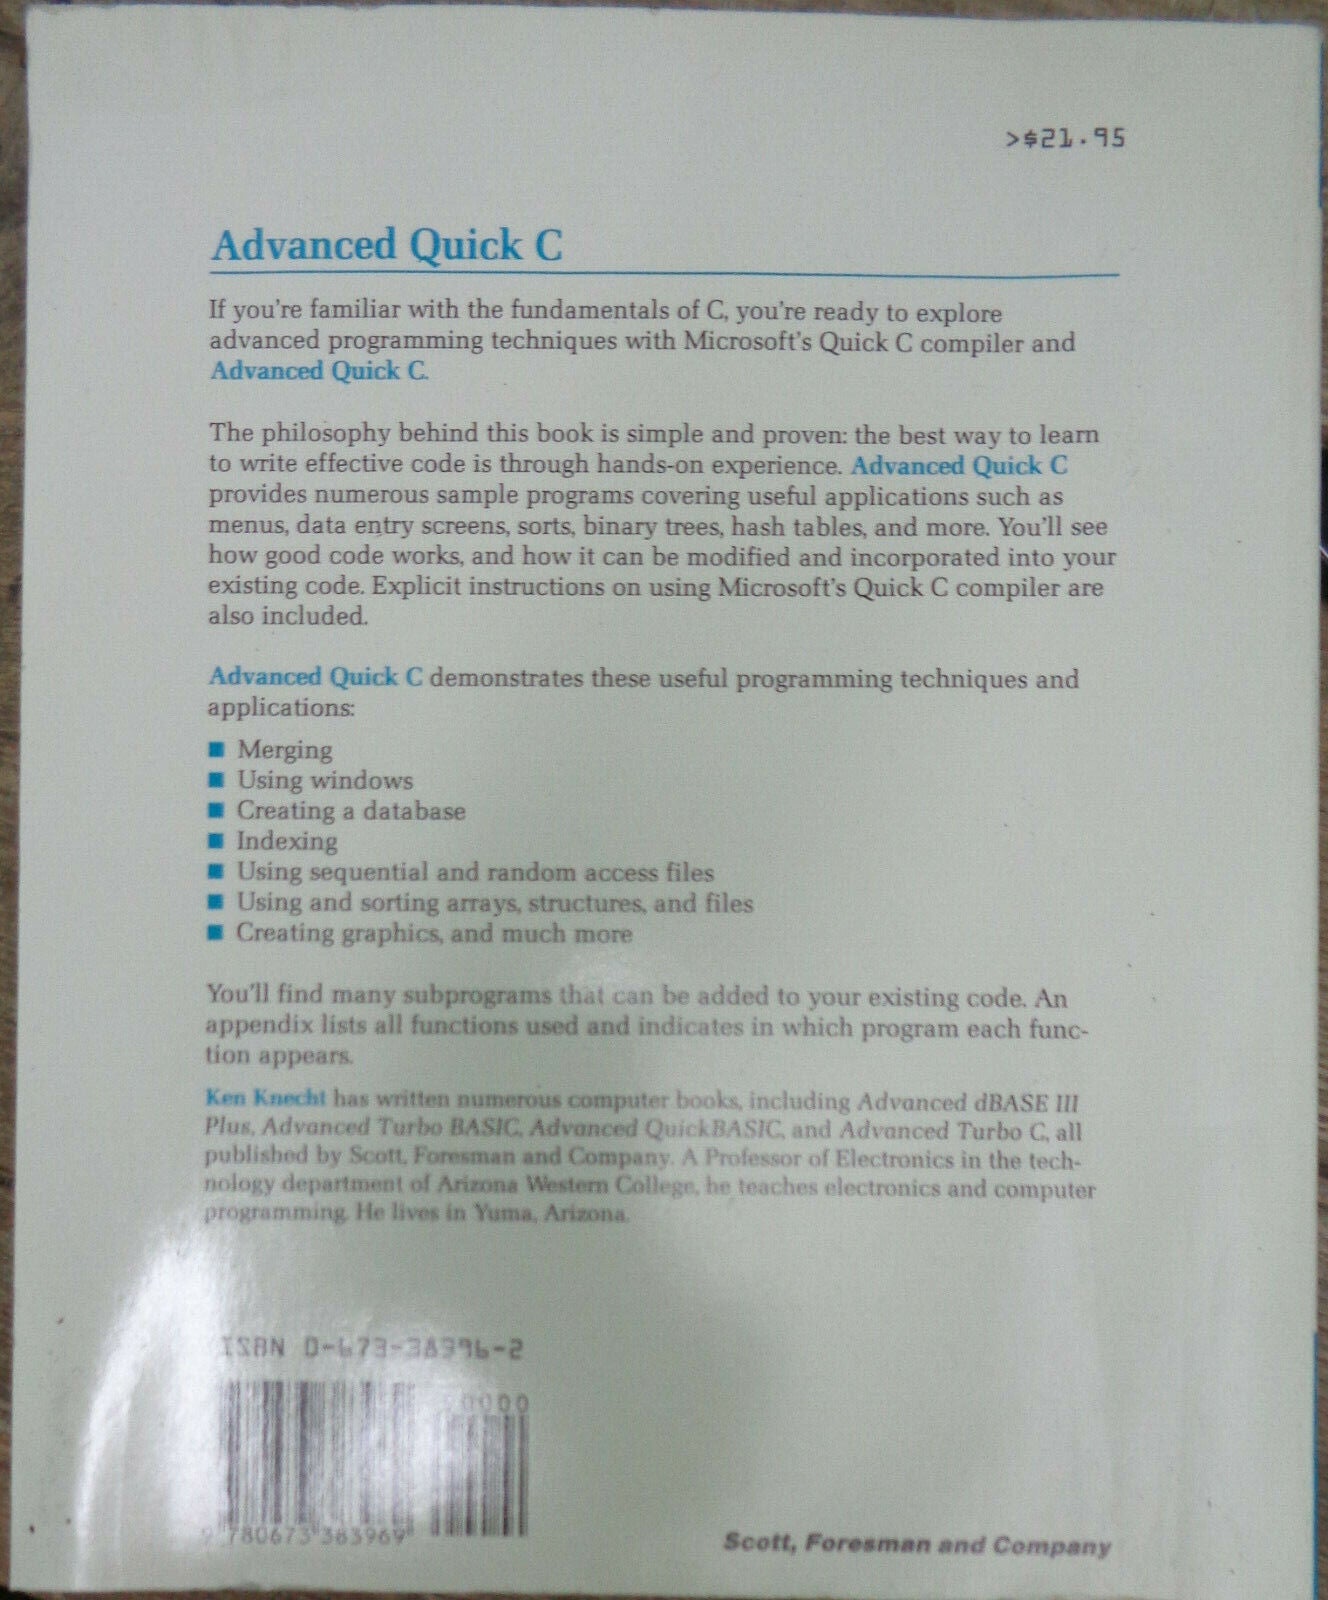 >$21.95
Advanced Quick C
If you're familiar with the fundamentals of C, you're ready to explore
advanced programming techniques with Microsoft's Quick C compiler and
Advanced Quick C.
The philosophy behind this book is simple and proven: the best way to learn
to write effective code is through hands-on experience. Advanced Quick C
provides numerous sample programs covering useful applications such as
menus, data entry screens, sorts, binary trees, hash tables, and more. You'll see
how good code works, and how it can be modified and incorporated into your
existing code. Explicit instructions on using Microsoft's Quick C compiler are
also included.
Advanced Quick C demonstrates these useful programming techniques and
applications:
■ Merging
■ Using windows
■ Creating a database
■ Indexing
■ Using sequential and random access files
■ Using and sorting arrays, structures, and files
■ Creating graphics, and much more
You'll find many subprograms that can be added to your existing code. An
appendix lists all functions used and indicates in which program each func-
tion appears.
Ken Knecht has written numerous computer books, including Advanced dBASE III
Plus, Advanced Turbo BASIC, Advanced QuickBASIC, and Advanced Turbo C, all
published by Scott, Foresman and Company. A Professor of Electronics in the tech-
nology department of Arizona Western College, he teaches electronics and computer
programming. He lives in Yuma, Arizona.
ISBN 0-673-38396-2
0000
9 780673 383969
Scott, Foresman and Company